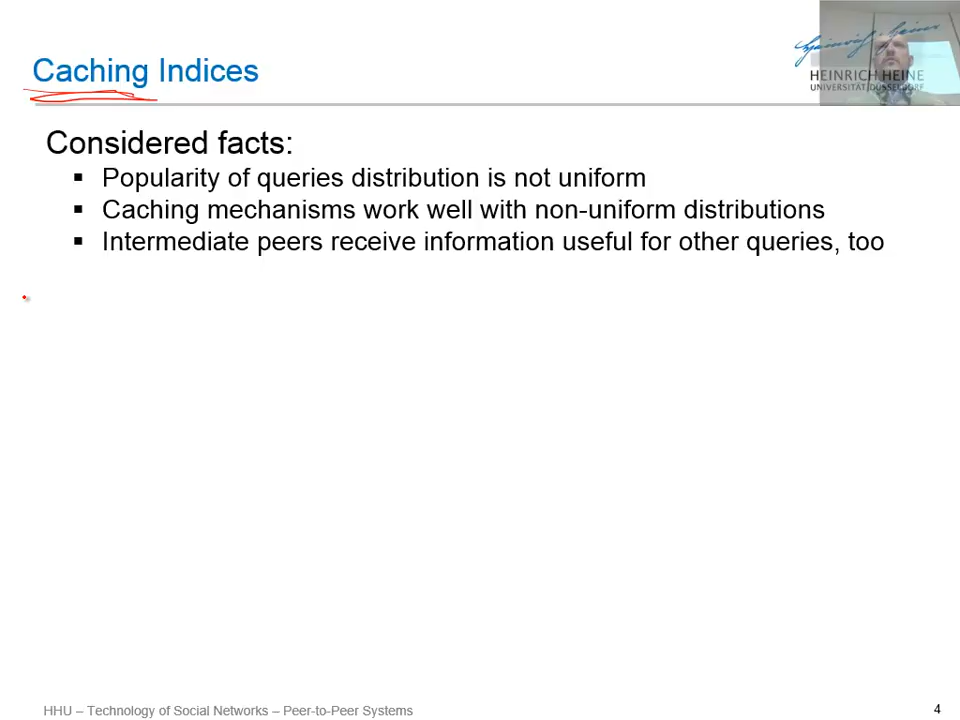 Caching Indices
Heinrich Heine
HEINRICH HEINE
UNIVERSITÄT DÜSSELDORF
Considered facts:
▪ Popularity of queries distribution is not uniform
▪ Caching mechanisms work well with non-uniform distributions
▪ Intermediate peers receive information useful for other queries, too
HHU – Technology of Social Networks – Peer-to-Peer Systems
4